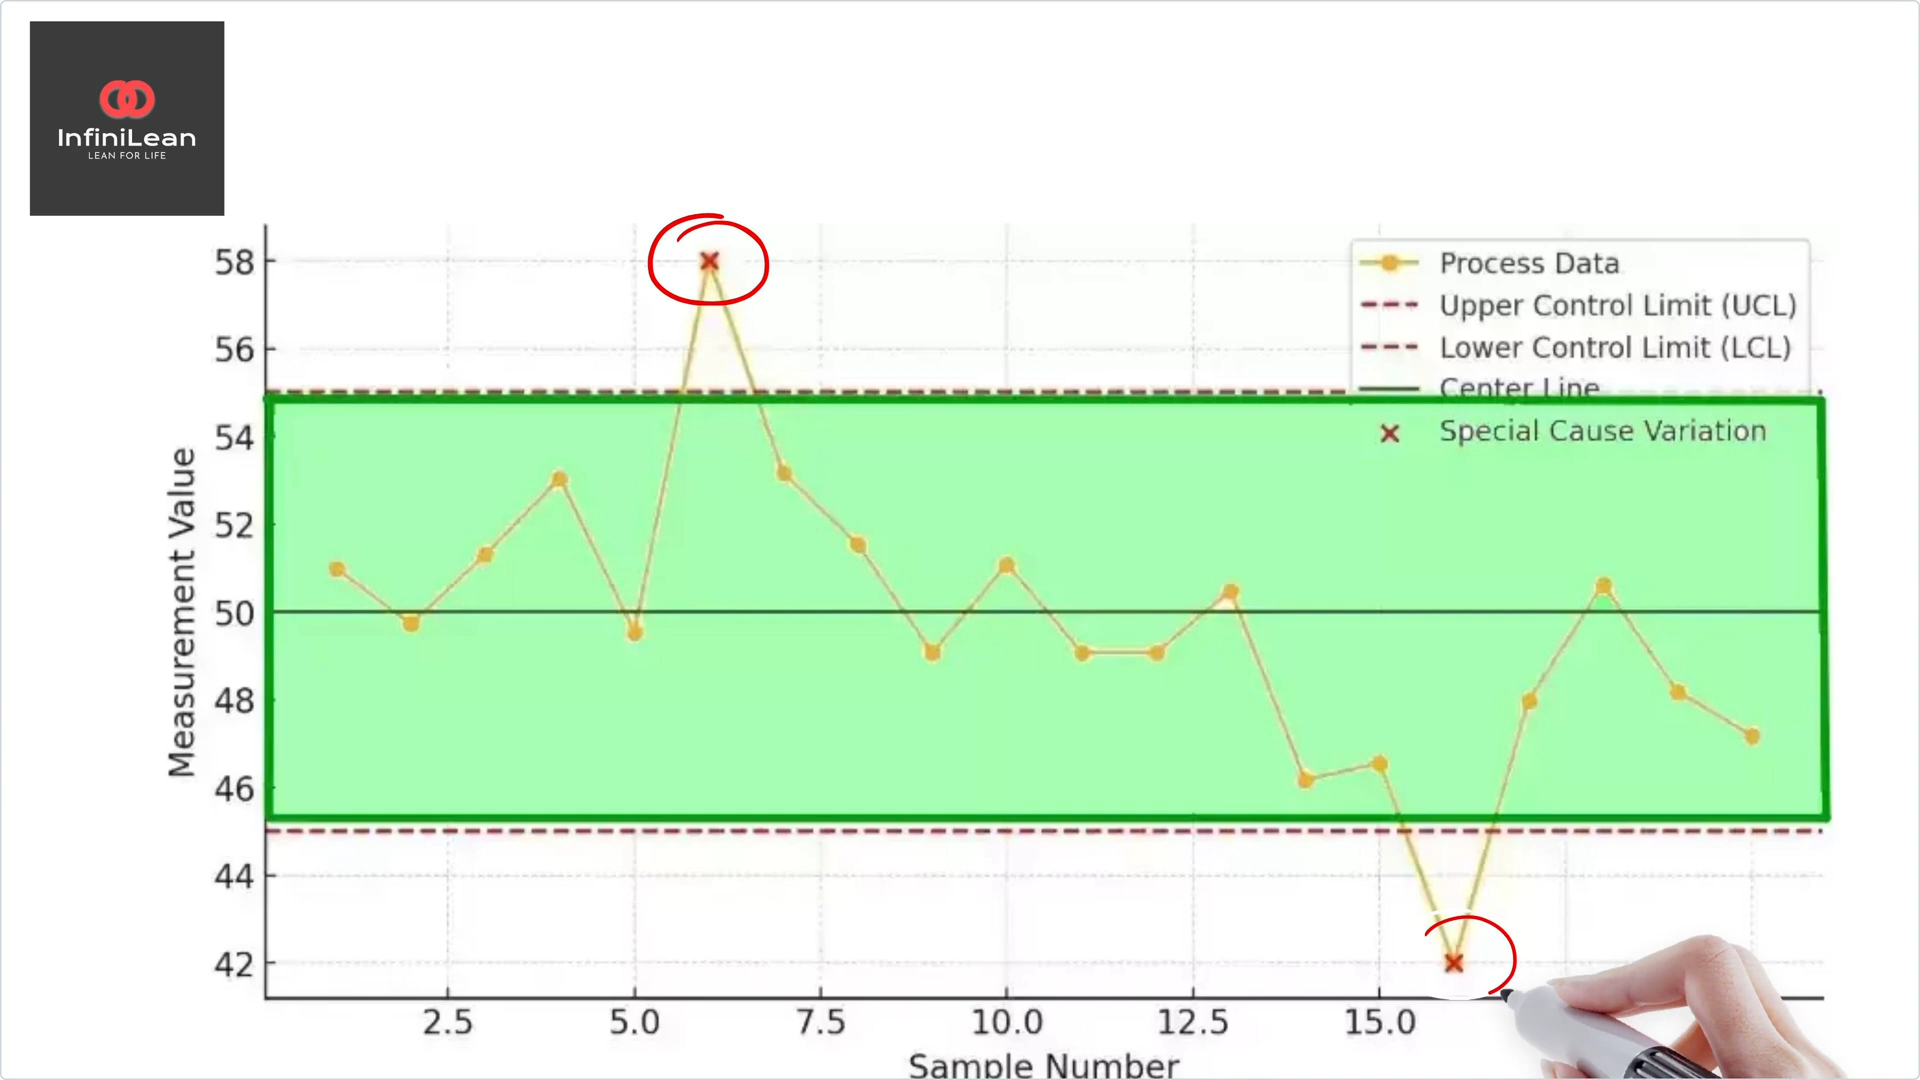 InfiniLean
LEAN FOR LIFE
58
56
54
52
50
48
46
44
42
Measurement Value
Process Data
Upper Control Limit (UCL)
Lower Control Limit (LCL)
Center Line
Special Cause Variation
2.5 5.0 7.5 10.0 12.5 15.0
Sample Number